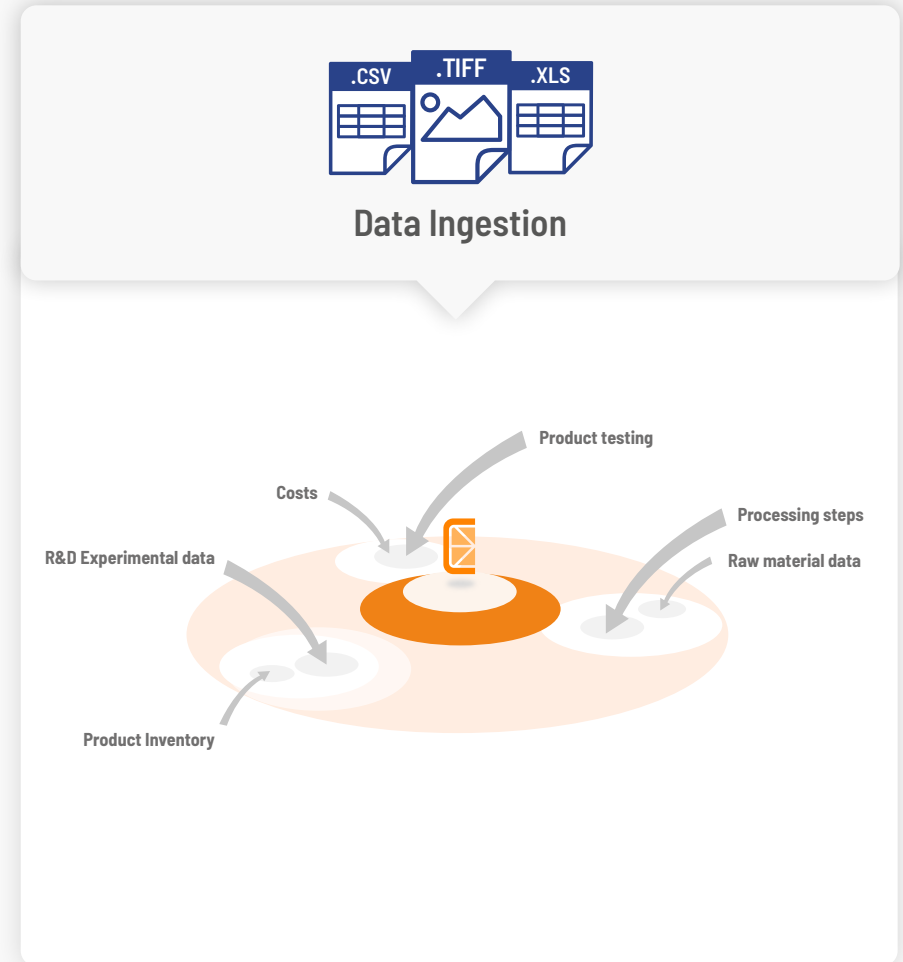 .CSV
.TIFF
.XLS
Data Ingestion
Product testing
Costs
Processing steps
R&D Experimental data
Raw material data
Product Inventory